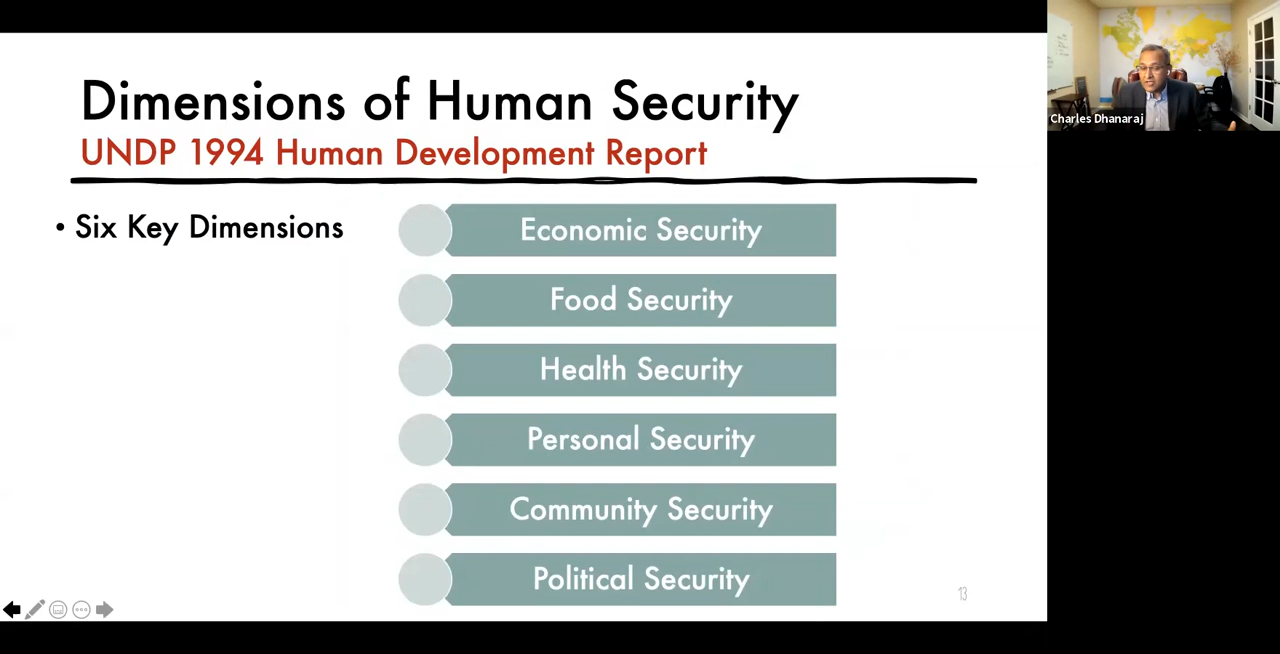 Dimensions of Human Security
UNDP 1994 Human Development Report
• Six Key Dimensions
Economic Security
Food Security
Health Security
Personal Security
Community Security
Political Security
13
Charles Dhanaraj